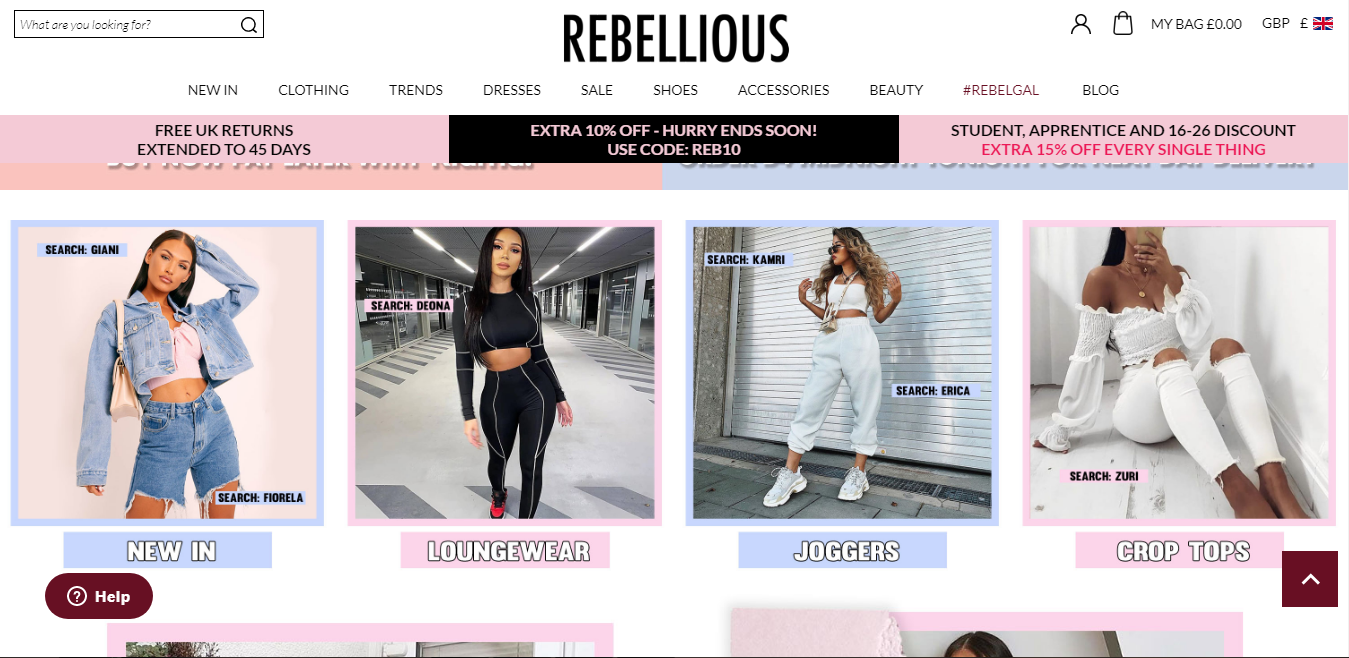 What are you looking for?
REBELLIOUS
MY BAG £0.00
GBP £
NEW IN
CLOTHING
TRENDS
DRESSES
SALE
SHOES
ACCESSORIES
BEAUTY
#REBELGAL
BLOG
FREE UK RETURNS
EXTENDED TO 45 DAYS
EXTRA 10% OFF - HURRY ENDS SOON!
USE CODE: REB10
STUDENT, APPRENTICE AND 16-26 DISCOUNT
EXTRA 15% OFF EVERY SINGLE THING
SEARCH: GIANI
SEARCH: FIORELA
NEW IN
SEARCH: DEONA
LOUNGEWEAR
SEARCH: KAMRI
SEARCH: ERICA
JOGGERS
SEARCH: ZURI
CROP TOPS
Help